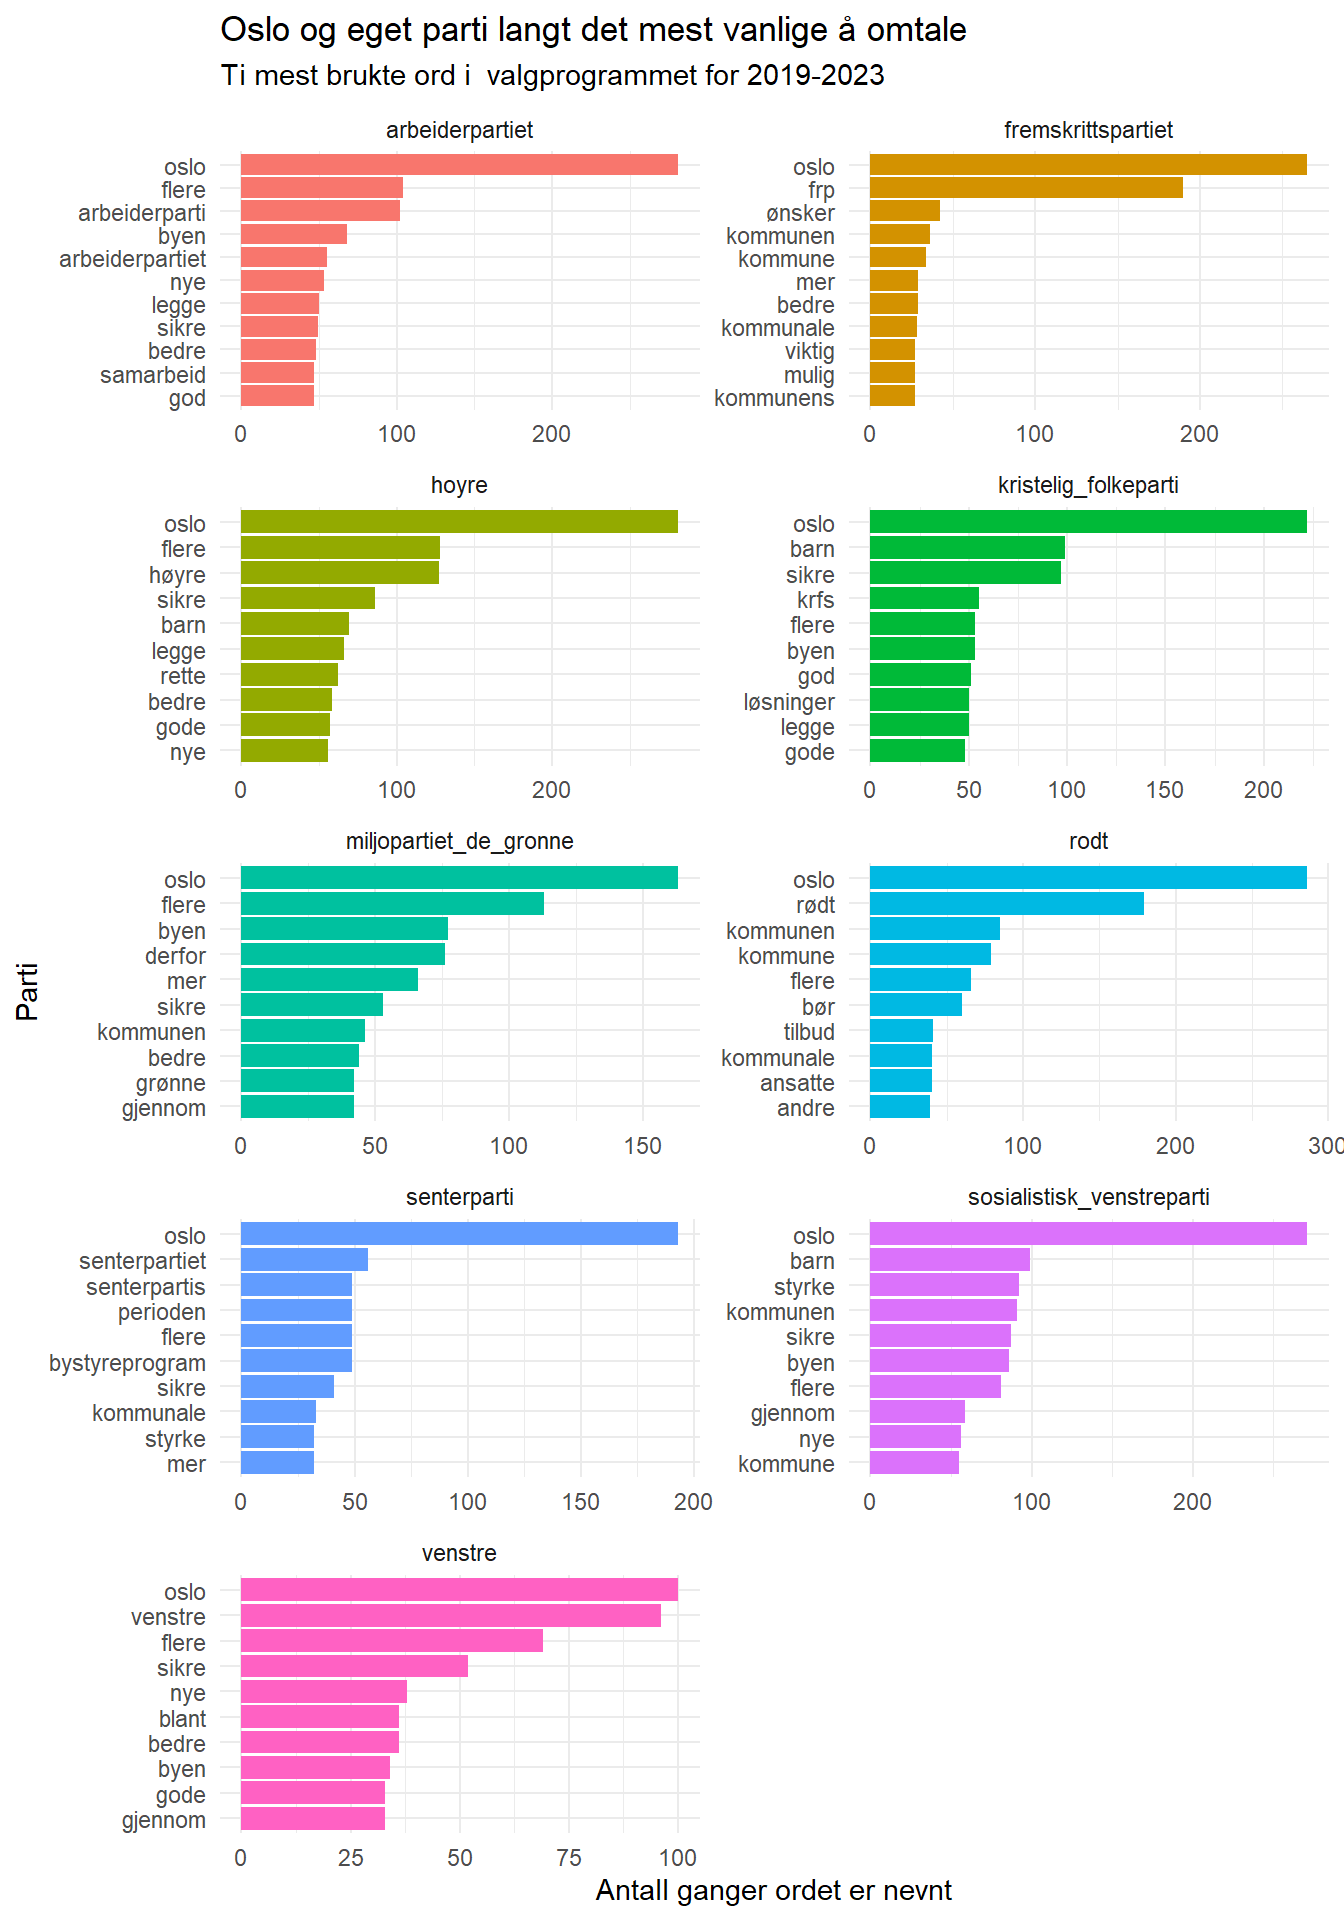 Oslo og eget parti langt det mest vanlige å omtale
Ti mest brukte ord i  valgprogrammet for 2019-2023
arbeiderpartiet
oslo
flere
arbeiderparti
byen
arbeiderpartiet
nye
legge
sikre
bedre
samarbeid
god
0 100 200
fremskrittspartiet
oslo
frp
ønsker
kommunen
kommune
mer
bedre
kommunale
viktig
mulig
kommunens
0 100 200
hoyre
oslo
flere
høyre
sikre
barn
legge
rette
bedre
gode
nye
0 100 200
kristelig_folkeparti
oslo
barn
sikre
krfs
flere
byen
god
løsninger
legge
gode
0 50 100 150 200
miljopartiet_de_gronne
oslo
flere
byen
derfor
mer
sikre
kommunen
bedre
grønne
gjennom
0 50 100 150
rodt
oslo
rødt
kommunen
kommune
flere
bør
tilbud
kommunale
ansatte
andre
0 100 200 300
senterparti
oslo
senterpartiet
senterpartis
perioden
flere
bystyreprogram
sikre
kommunale
styrke
mer
0 50 100 150 200
sosialistisk_venstreparti
oslo
barn
styrke
kommunen
sikre
byen
flere
gjennom
nye
kommune
0 100 200
venstre
oslo
venstre
flere
sikre
nye
blant
bedre
byen
gode
gjennom
0 25 50 75 100
Parti
Antall ganger ordet er nevnt